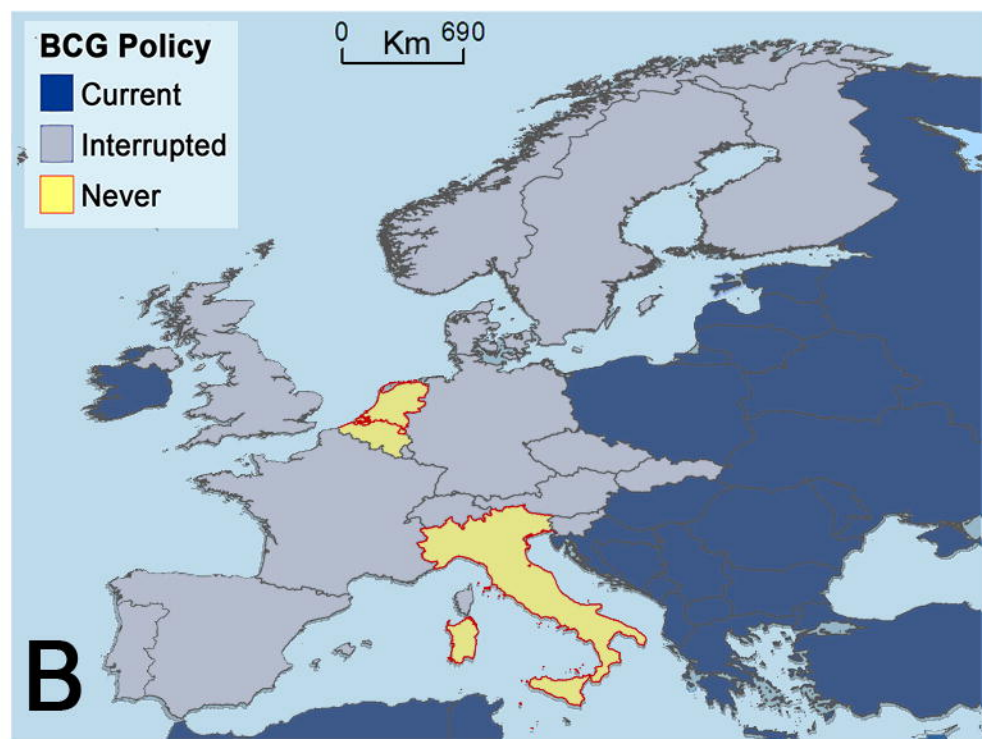 BCG Policy
Current
Interrupted
Never
0 Km 690
B